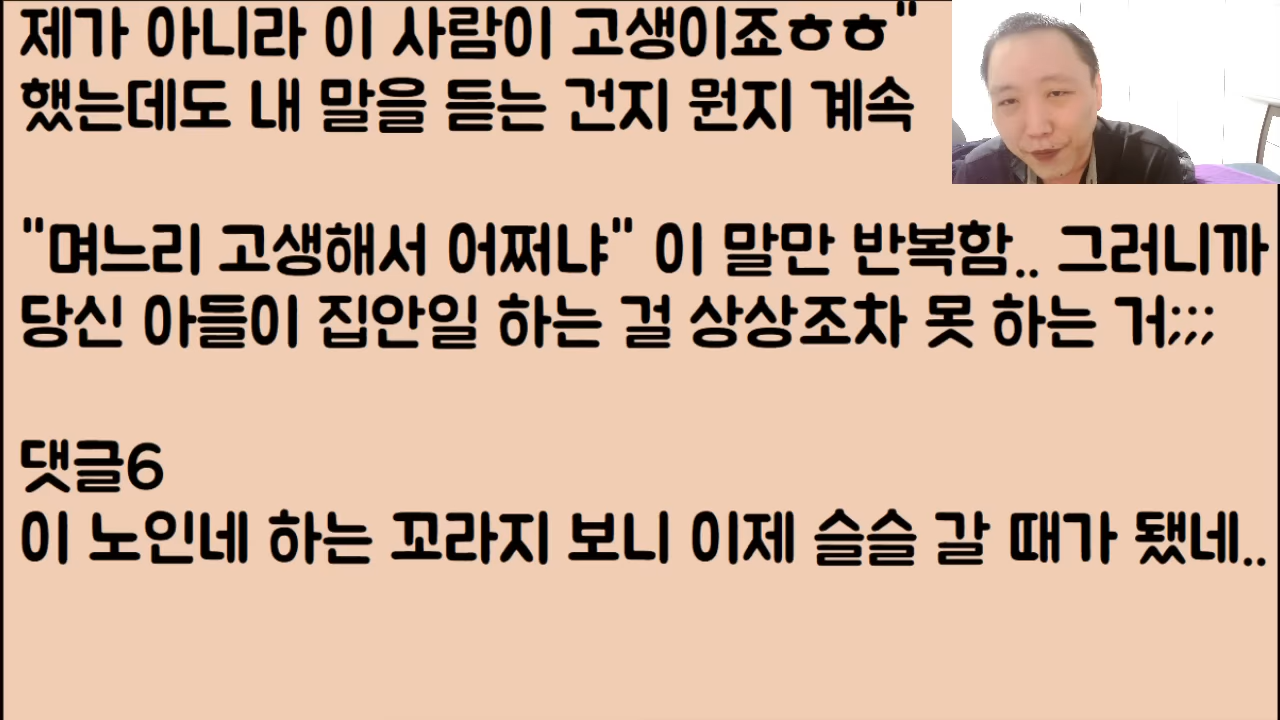 제가 아니라 이 사람이 고생이죠ㅎㅎ"
했는데도 내 말을 듣는 건지 뭔지 계속
"며느리 고생해서 어쩌냐" 이 말만 반복함.. 그러니까
당신 아들이 집안일 하는 걸 상상조차 못 하는 거;;;
댓글6
이 노인네 하는 꼬라지 보니 이제 슬슬 갈 때가 됐네..